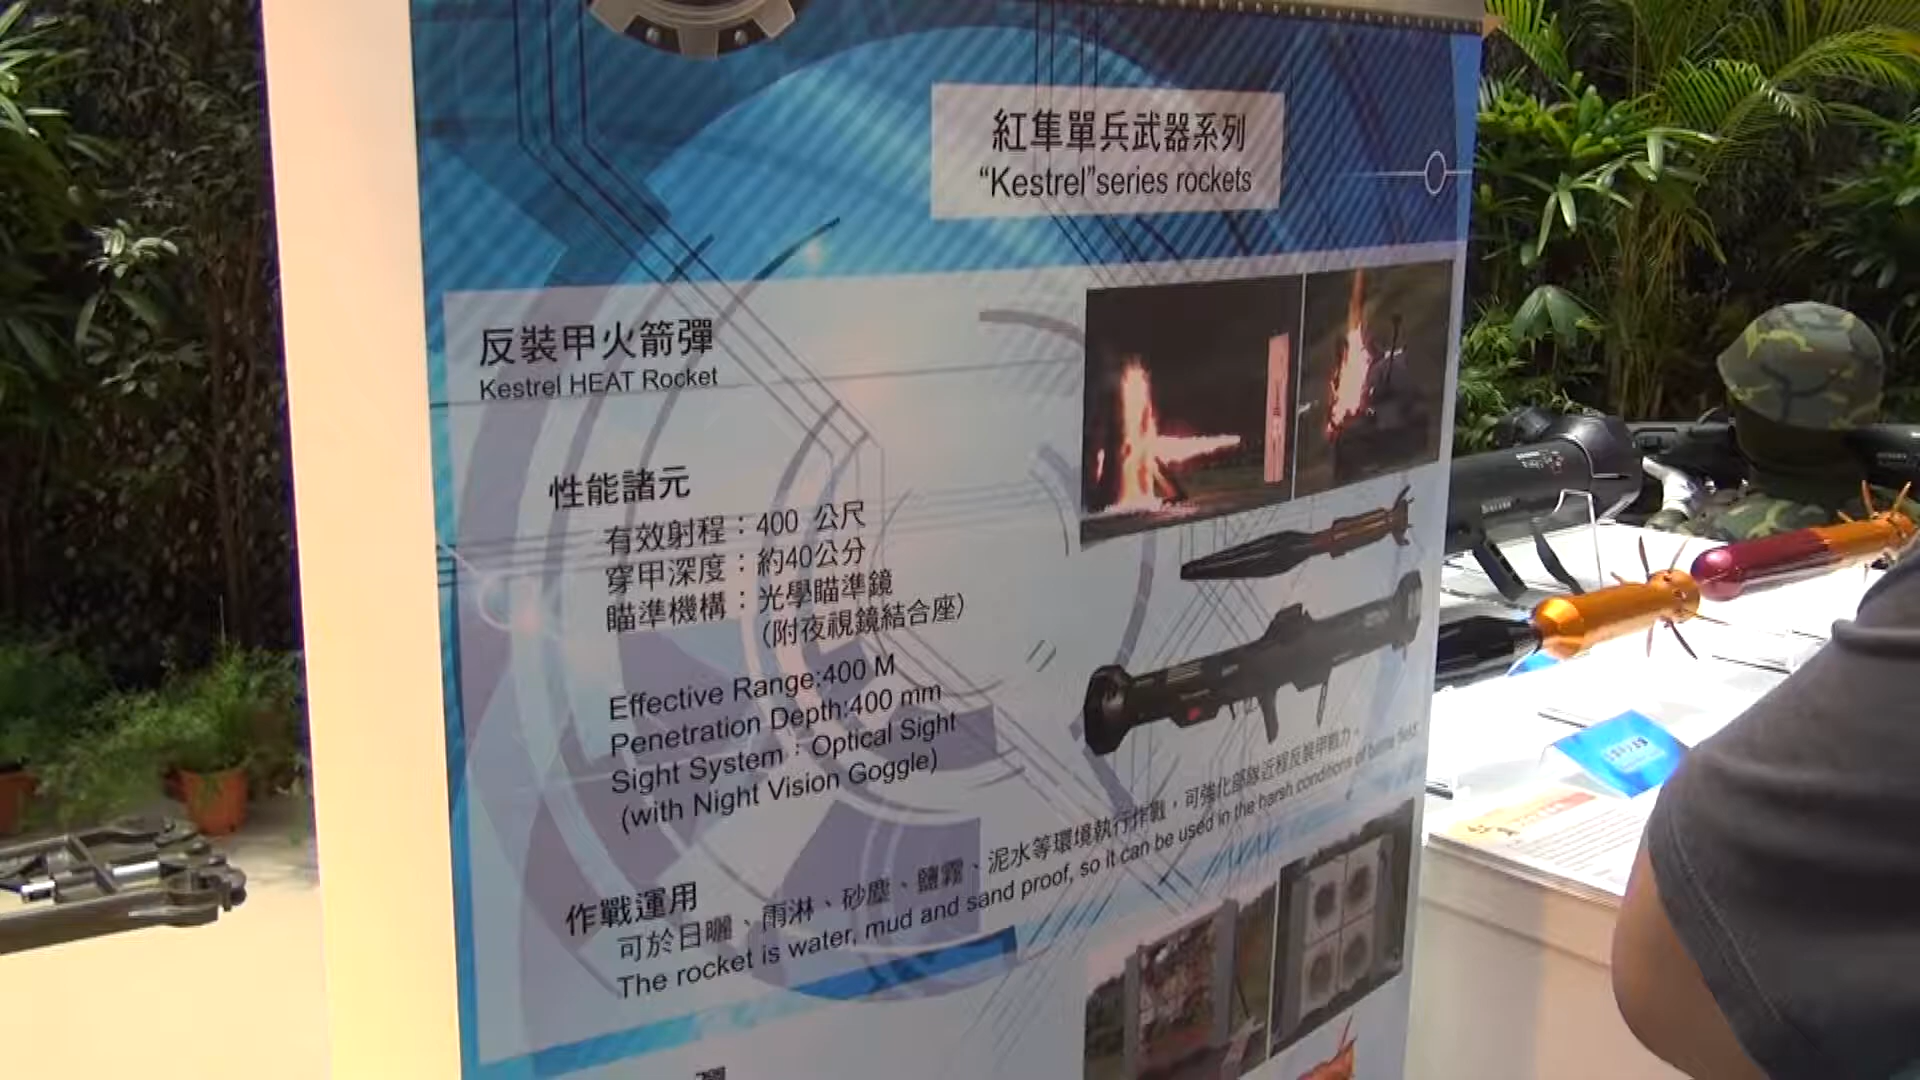 紅隼單兵武器系列
“Kestrel”series rockets
反裝甲火箭彈
Kestrel HEAT Rocket
性能諸元
有效射程：400 公尺
穿甲深度：約40公分
瞄準機構：光學瞄準鏡
（附夜視鏡結合座）
Effective Range:400 M
Penetration Depth:400 mm
Sight System：Optical Sight
(with Night Vision Goggle)
作戰運用
可於日曬、雨淋、砂塵、鹽霧、泥水等環境執行作戰，可強化部隊近程反裝甲戰力。
The rocket is water, mud and sand proof, so it can be used in the harsh conditions of battle field.
彈